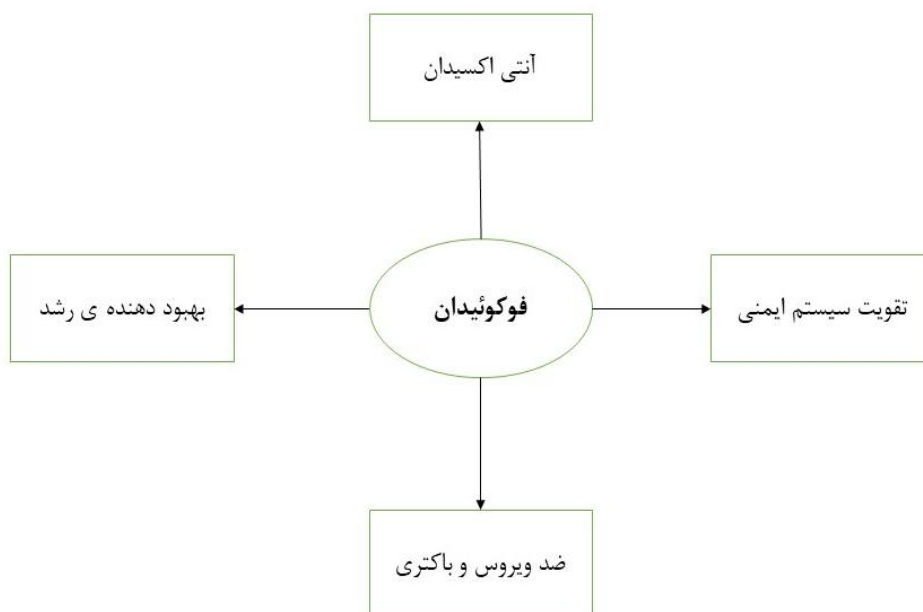 آنتی اکسیدان
تقویت سیستم ایمنی
فوکوئیدان
بهبود دهنده ی رشد
ضد ویروس و باکتری